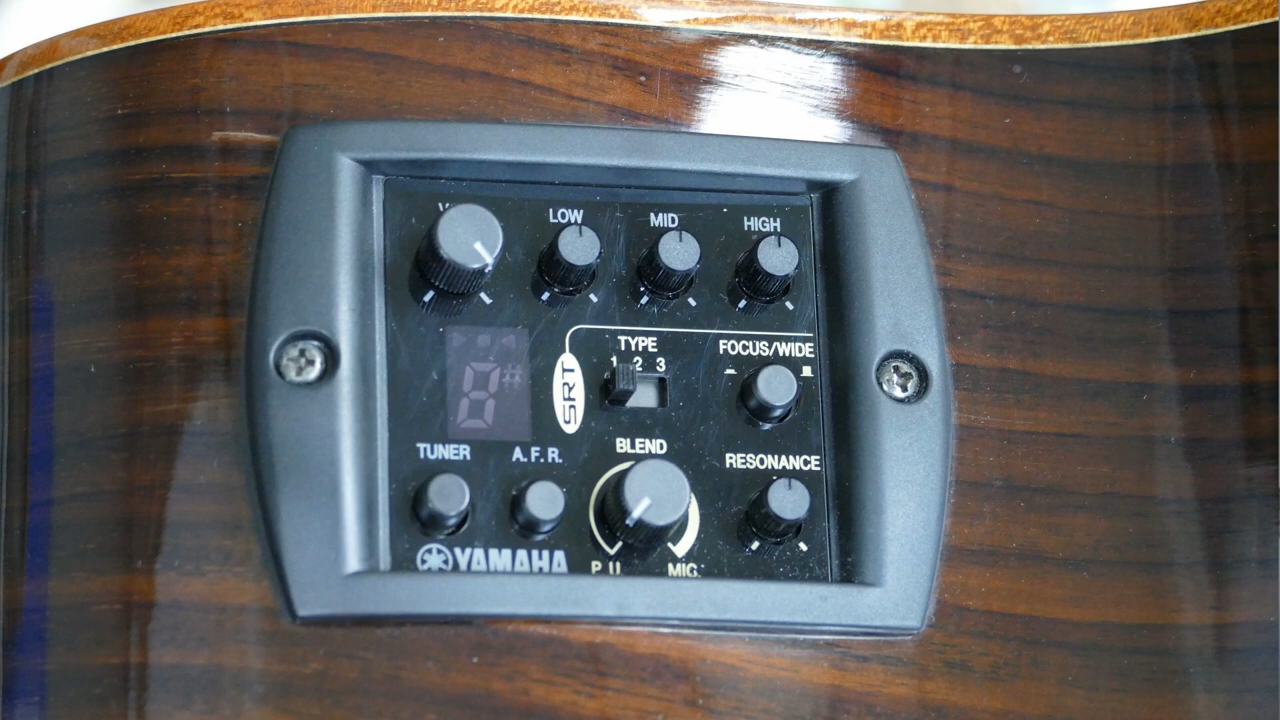 LOW MID HIGH
TYPE
1 2 3
FOCUS/WIDE
SRT
TUNER A.F.R. BLEND RESONANCE
YAMAHA
P.U. MIC.